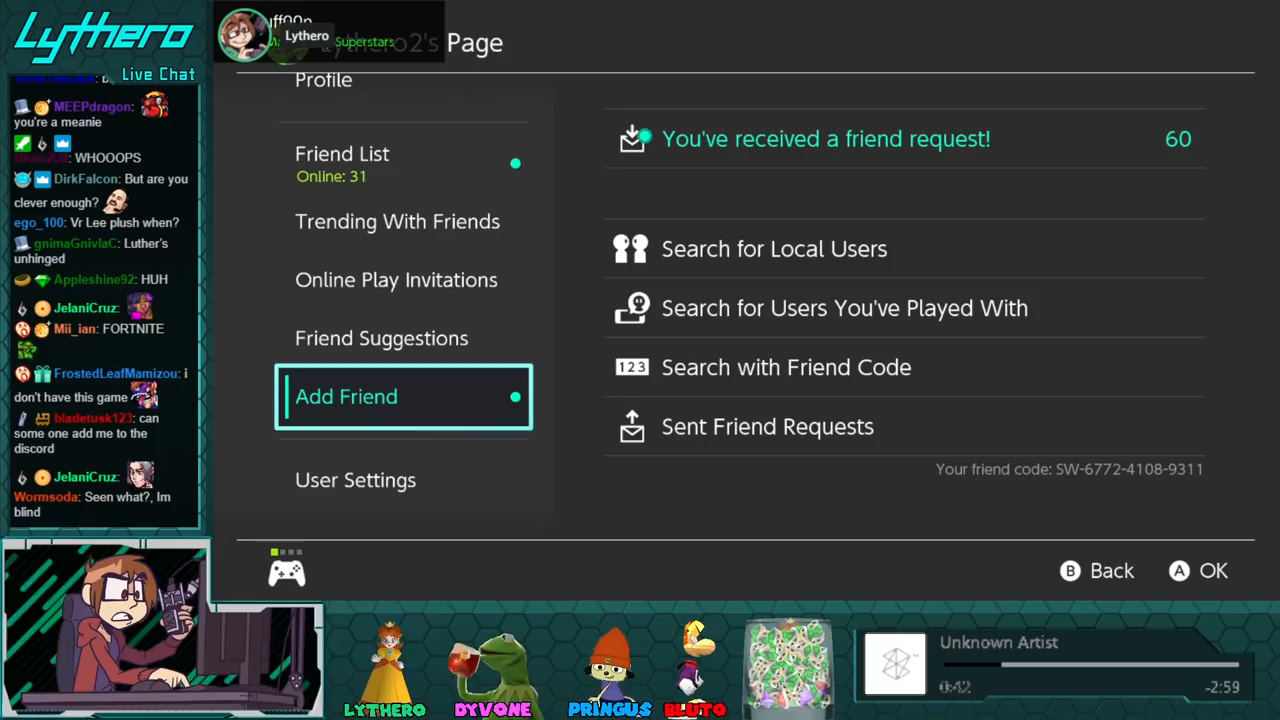 Lythero
Live Chat
MEEPdragon:
you're a meanie
WHOOOPS
DirkFalcon: But are you
clever enough?
ego_100: Vr Lee plush when?
gnimaGnivlaC: Luther's
unhinged
Appleshine92: HUH
JelaniCruz:
Mii_ian: FORTNITE
FrostedLeafMamizou: i
don't have this game
bladetusk123: can
some one add me to the
discord
JelaniCruz:
Wormsoda: Seen what?, Im
blind
Lythero
Superstars
Lythero2's Page
Profile
Friend List
Online: 31
Trending With Friends
Online Play Invitations
Friend Suggestions
Add Friend
User Settings
You've received a friend request! 60
Search for Local Users
Search for Users You've Played With
123 Search with Friend Code
Sent Friend Requests
Your friend code: SW-6772-4108-9311
B Back A OK
LYTHERO
DYVONE
PRINGUS
BLUTO
Unknown Artist
0:42 -2:59